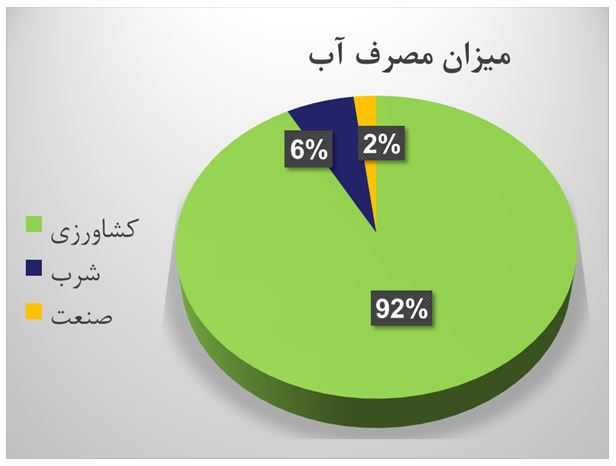 میزان مصرف آب
6%
2%
92%
کشاورزی
شرب
صنعت